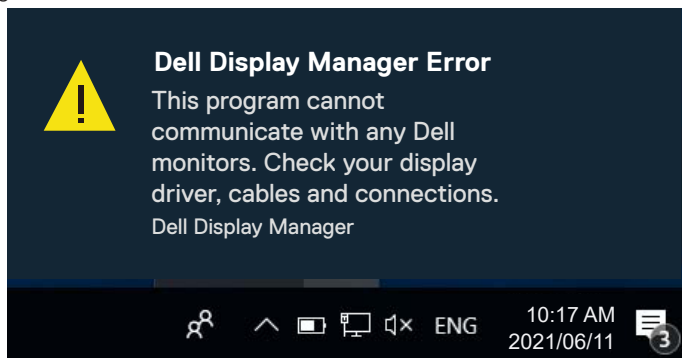 Dell Display Manager Error
This program cannot
communicate with any Dell
monitors. Check your display
driver, cables and connections.
Dell Display Manager
ENG
10:17 AM
2021/06/11
3